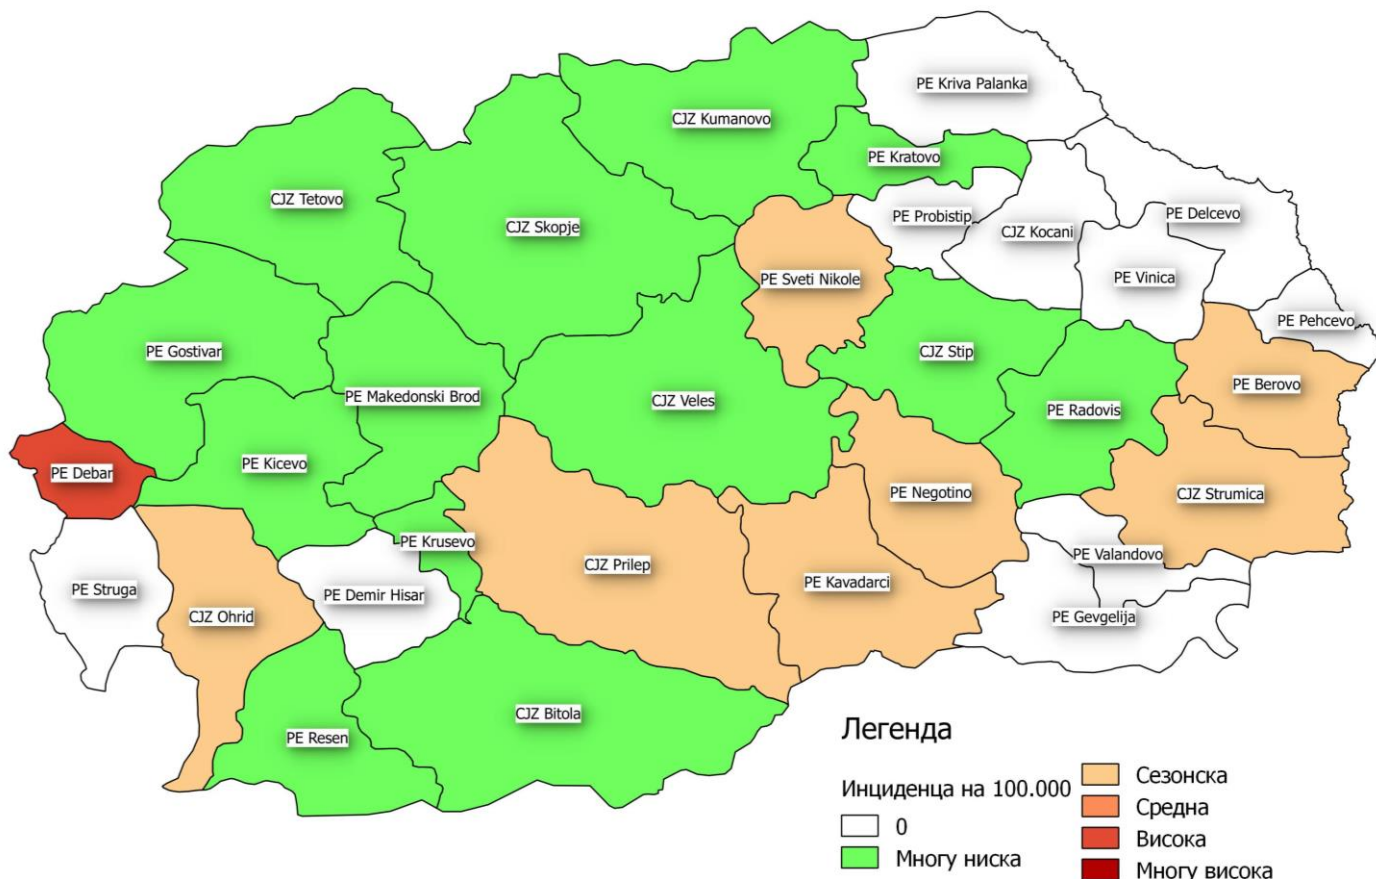 PE Kriva Palanka
CJZ Kumanovo
PE Kratovo
CJZ Tetovo
PE Probistip
PE Delcevo
CJZ Skopje
CJZ Kocani
PE Sveti Nikole
PE Vinica
PE Pehcevo
PE Gostivar
CJZ Stip
PE Berovo
PE Makedonski Brod
CJZ Veles
PE Radovis
PE Debar
PE Kicevo
PE Negotino
CJZ Strumica
PE Krusevo
PE Valandovo
CJZ Prilep
PE Struga
PE Demir Hisar
PE Kavadarci
CJZ Ohrid
PE Gevgelija
CJZ Bitola
PE Resen
Легенда
Инциденца на 100.000
0
Многу ниска
Сезонска
Средна
Висока
Многу висока